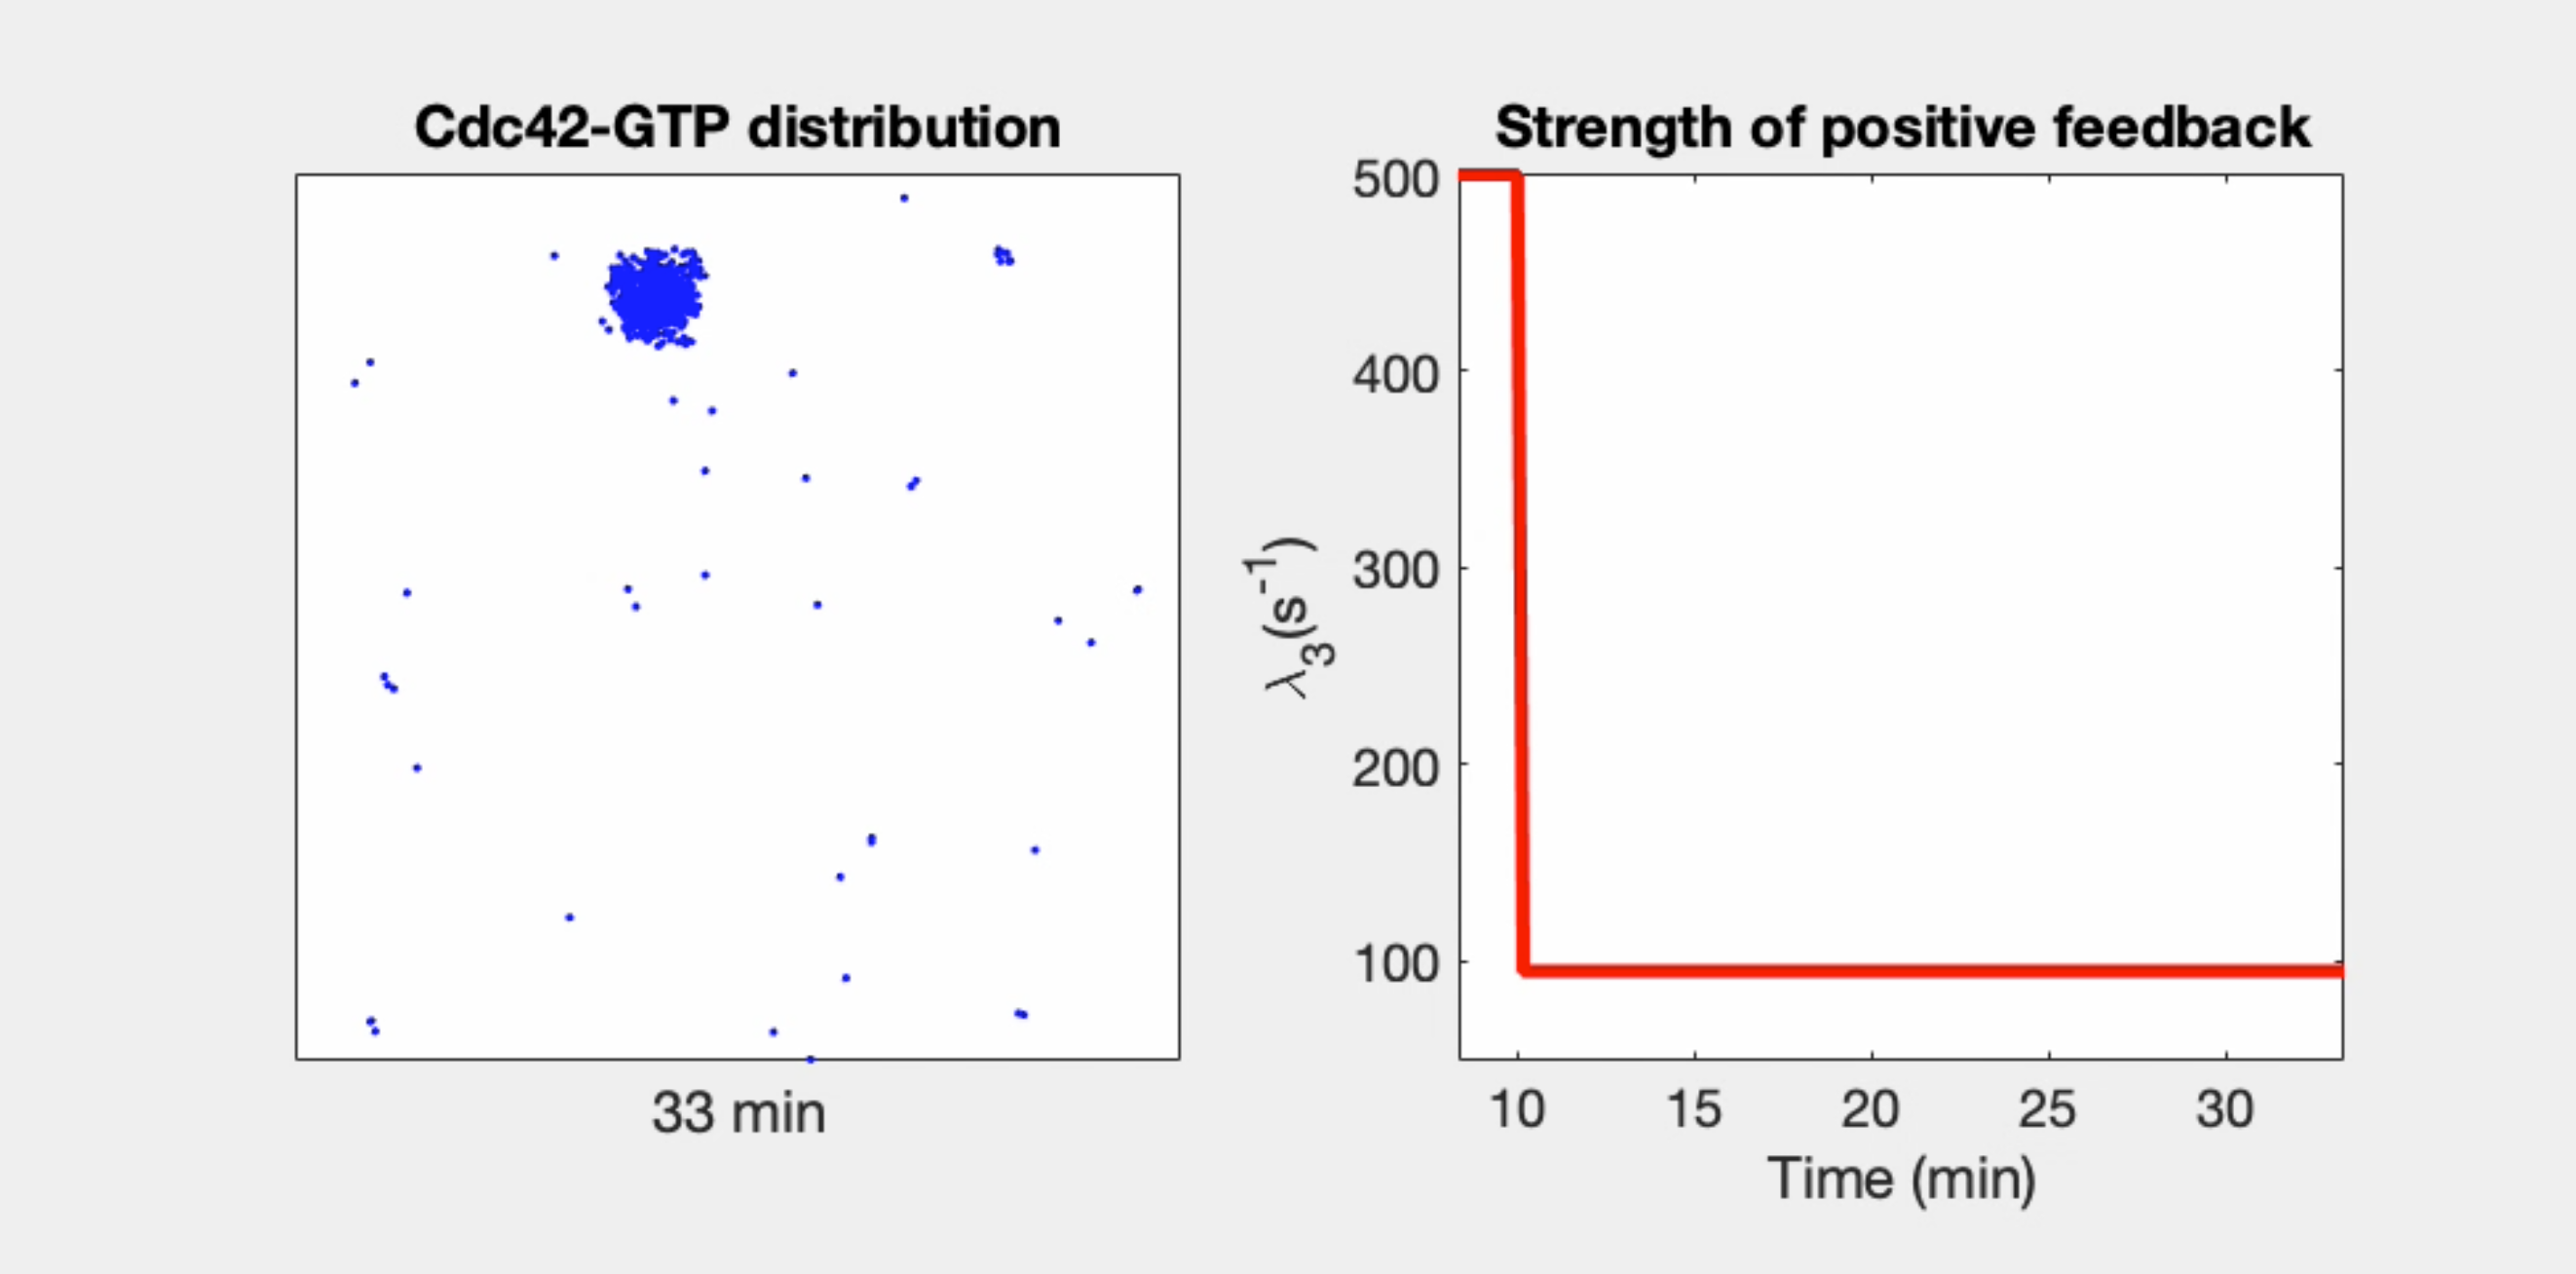 Cdc42-GTP distribution
33 min
Strength of positive feedback
500
400
300
200
100
λ3(s-1)
10 15 20 25 30
Time (min)